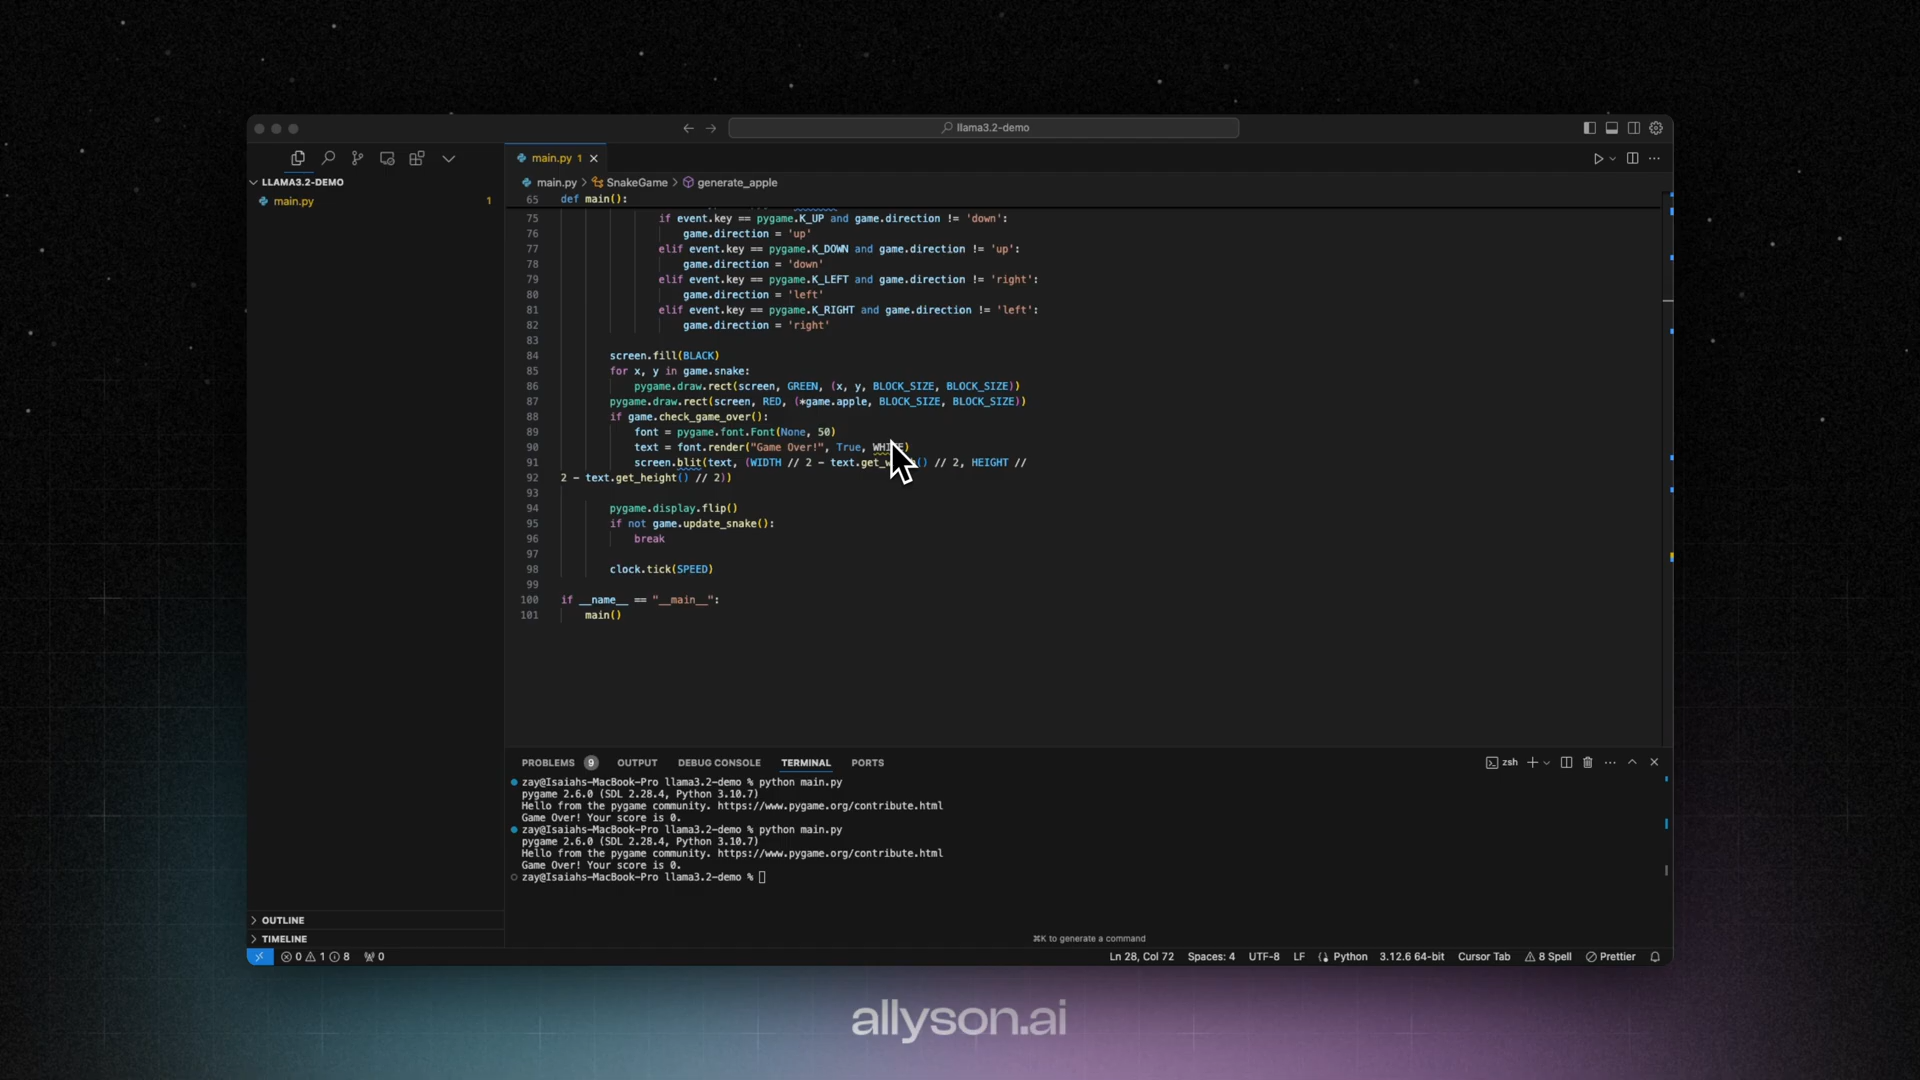 llama3.2-demo
LLAMA3.2-DEMO
main.py 1
main.py 1
main.py > SnakeGame > generate_apple
65 def main():
75 if event.key == pygame.K_UP and game.direction != 'down':
76 game.direction = 'up'
77 elif event.key == pygame.K_DOWN and game.direction != 'up':
78 game.direction = 'down'
79 elif event.key == pygame.K_LEFT and game.direction != 'right':
80 game.direction = 'left'
81 elif event.key == pygame.K_RIGHT and game.direction != 'left':
82 game.direction = 'right'
83
84 screen.fill(BLACK)
85 for x, y in game.snake:
86 pygame.draw.rect(screen, GREEN, (x, y, BLOCK_SIZE, BLOCK_SIZE))
87 pygame.draw.rect(screen, RED, (*game.apple, BLOCK_SIZE, BLOCK_SIZE))
88 if game.check_game_over():
89 font = pygame.font.Font(None, 50)
90 text = font.render("Game Over!", True, WHITE)
91 screen.blit(text, (WIDTH // 2 - text.get_w () // 2, HEIGHT //
92 2 - text.get_height() // 2))
93
94 pygame.display.flip()
95 if not game.update_snake():
96 break
97
98 clock.tick(SPEED)
99
100 if __name__ == "__main__":
101 main()
PROBLEMS 9 OUTPUT DEBUG CONSOLE TERMINAL PORTS zsh
zay@Isaiahs-MacBook-Pro llama3.2-demo % python main.py
pygame 2.6.0 (SDL 2.28.4, Python 3.10.7)
Hello from the pygame community. https://www.pygame.org/contribute.html
Game Over! Your score is 0.
zay@Isaiahs-MacBook-Pro llama3.2-demo % python main.py
pygame 2.6.0 (SDL 2.28.4, Python 3.10.7)
Hello from the pygame community. https://www.pygame.org/contribute.html
Game Over! Your score is 0.
zay@Isaiahs-MacBook-Pro llama3.2-demo %
OUTLINE
TIMELINE
⌘K to generate a command
0 1 8 0 Ln 28, Col 72 Spaces: 4 UTF-8 LF Python 3.12.6 64-bit Cursor Tab 8 Spell Prettier
allyson.ai